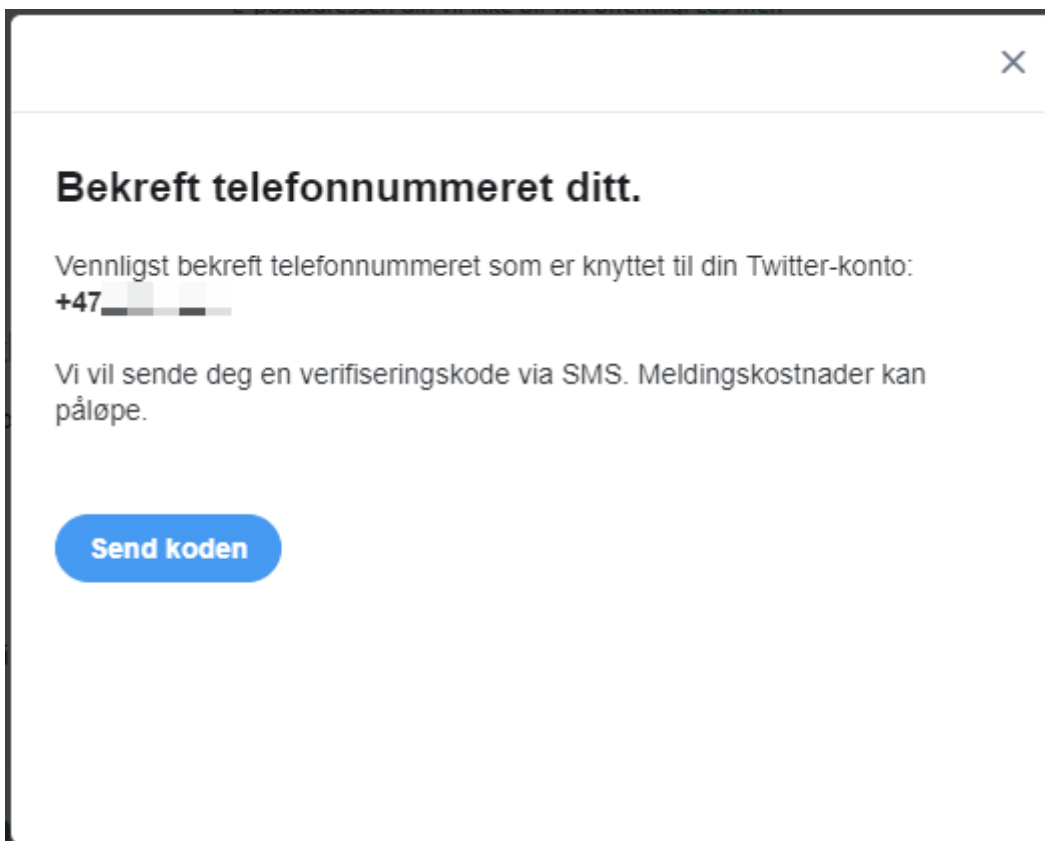 Bekreft telefonnummeret ditt.
Vennligst bekreft telefonnummeret som er knyttet til din Twitter-konto:
+47
Vi vil sende deg en verifiseringskode via SMS. Meldingskostnader kan
påløpe.
Send koden